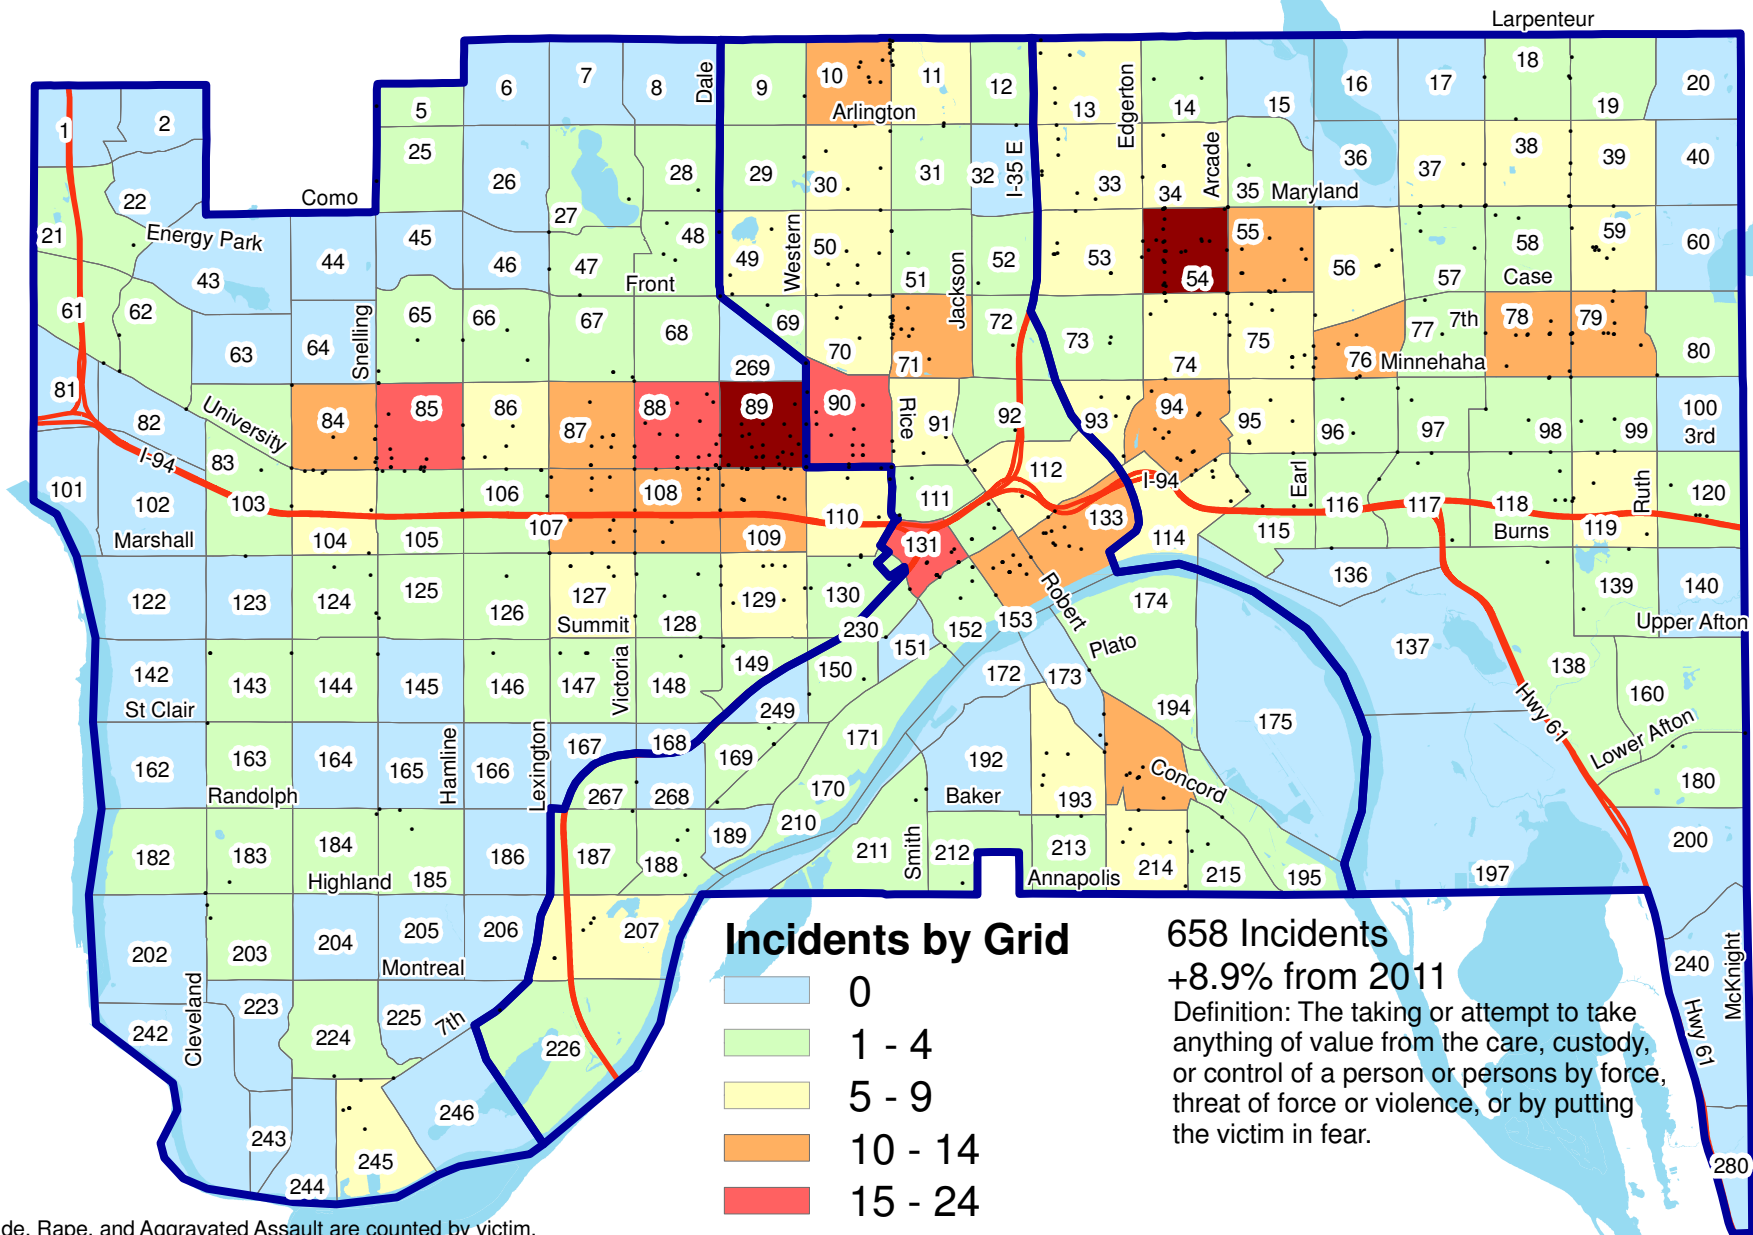 Larpenteur
1 2 5 6 7 8 Dale 9 10 11 12 13 Edgerton 14 15 16 17 18 19 20
Arlington
21 22 Como 25 26 27 28 29 30 31 32 I-35 E 33 34 Arcade 35 Maryland 36 37 38 39 40
Energy Park 43 44 45 46 47 48 Front 49 Western 50 51 Jackson 52 53 54 55 56 57 58 Case 59 60
61 62 63 64 Snelling 65 66 67 68 69 269 70 71 72 73 74 75 76 77 7th 78 79 80
Minnehaha
81 82 University 83 84 85 86 87 88 89 90 Rice 91 92 93 94 95 96 97 98 99 100
3rd
I-94
101 102 103 104 105 106 107 108 109 110 111 112 133 I-94 114 115 Earl 116 117 118 119 Ruth 120
Marshall
Burns
122 123 124 125 126 127 128 129 130 131 136 139 140
Summit
Upper Afton
142 143 144 145 146 147 Victoria 148 149 150 230 151 152 153 Robert 172 173 174 Plato 137 138 160
St Clair
249 194 175 Hwy 61 Lower Afton
162 163 164 Hamline 165 166 Lexington 167 168 267 268 169 170 171 192 193 Concord 180
Randolph
Baker
182 183 184 185 186 187 188 189 210 211 Smith 212 213 214 215 195 197 200
Highland
Annapolis
202 203 204 205 206 207 240 McKnight
Montreal
Cleveland 223 224 225 7th 226 Hwy 61
242 243 244 245 246 280
Incidents by Grid
0
1 - 4
5 - 9
10 - 14
15 - 24
658 Incidents
+8.9% from 2011
Definition: The taking or attempt to take
anything of value from the care, custody,
or control of a person or persons by force,
threat of force or violence, or by putting
the victim in fear.
de, Rape, and Aggravated Assault are counted by victim.